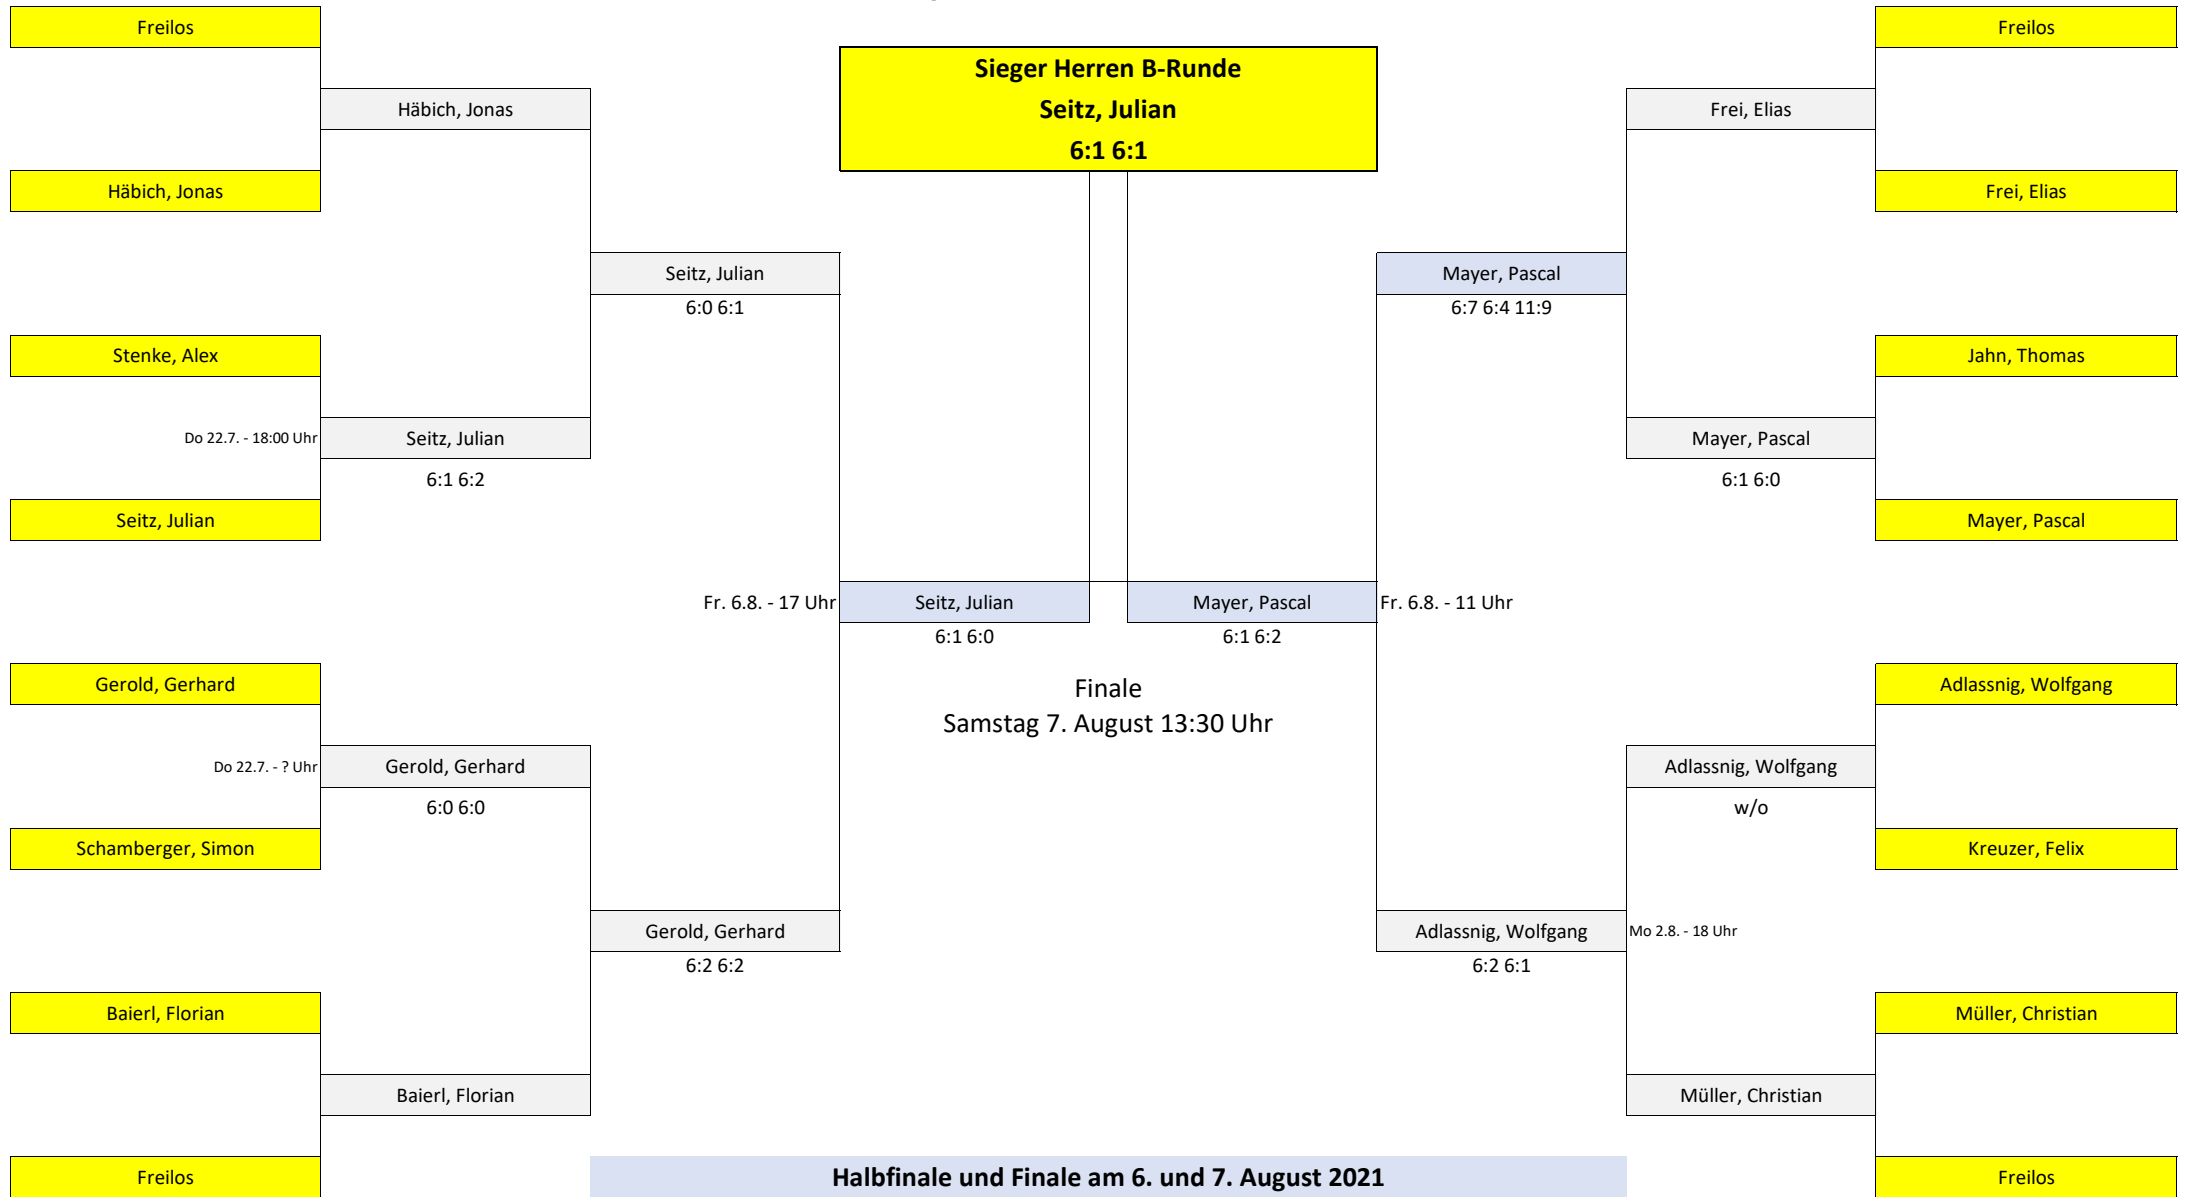 Freilos
Freilos
Sieger Herren B-Runde
Seitz, Julian
6:1 6:1
Häbich, Jonas
Frei, Elias
Häbich, Jonas
Frei, Elias
Seitz, Julian
6:0 6:1
Mayer, Pascal
6:7 6:4 11:9
Stenke, Alex
Jahn, Thomas
Do 22.7. - 18:00 Uhr
Seitz, Julian
6:1 6:2
Mayer, Pascal
6:1 6:0
Seitz, Julian
Mayer, Pascal
Fr. 6.8. - 17 Uhr
Seitz, Julian
6:1 6:0
Mayer, Pascal
6:1 6:2
Fr. 6.8. - 11 Uhr
Gerold, Gerhard
Finale
Samstag 7. August 13:30 Uhr
Adlassnig, Wolfgang
Do 22.7. - ? Uhr
Gerold, Gerhard
6:0 6:0
Adlassnig, Wolfgang
w/o
Schamberger, Simon
Kreuzer, Felix
Gerold, Gerhard
6:2 6:2
Adlassnig, Wolfgang
6:2 6:1
Mo 2.8. - 18 Uhr
Baierl, Florian
Müller, Christian
Baierl, Florian
Müller, Christian
Freilos
Halbfinale und Finale am 6. und 7. August 2021
Freilos